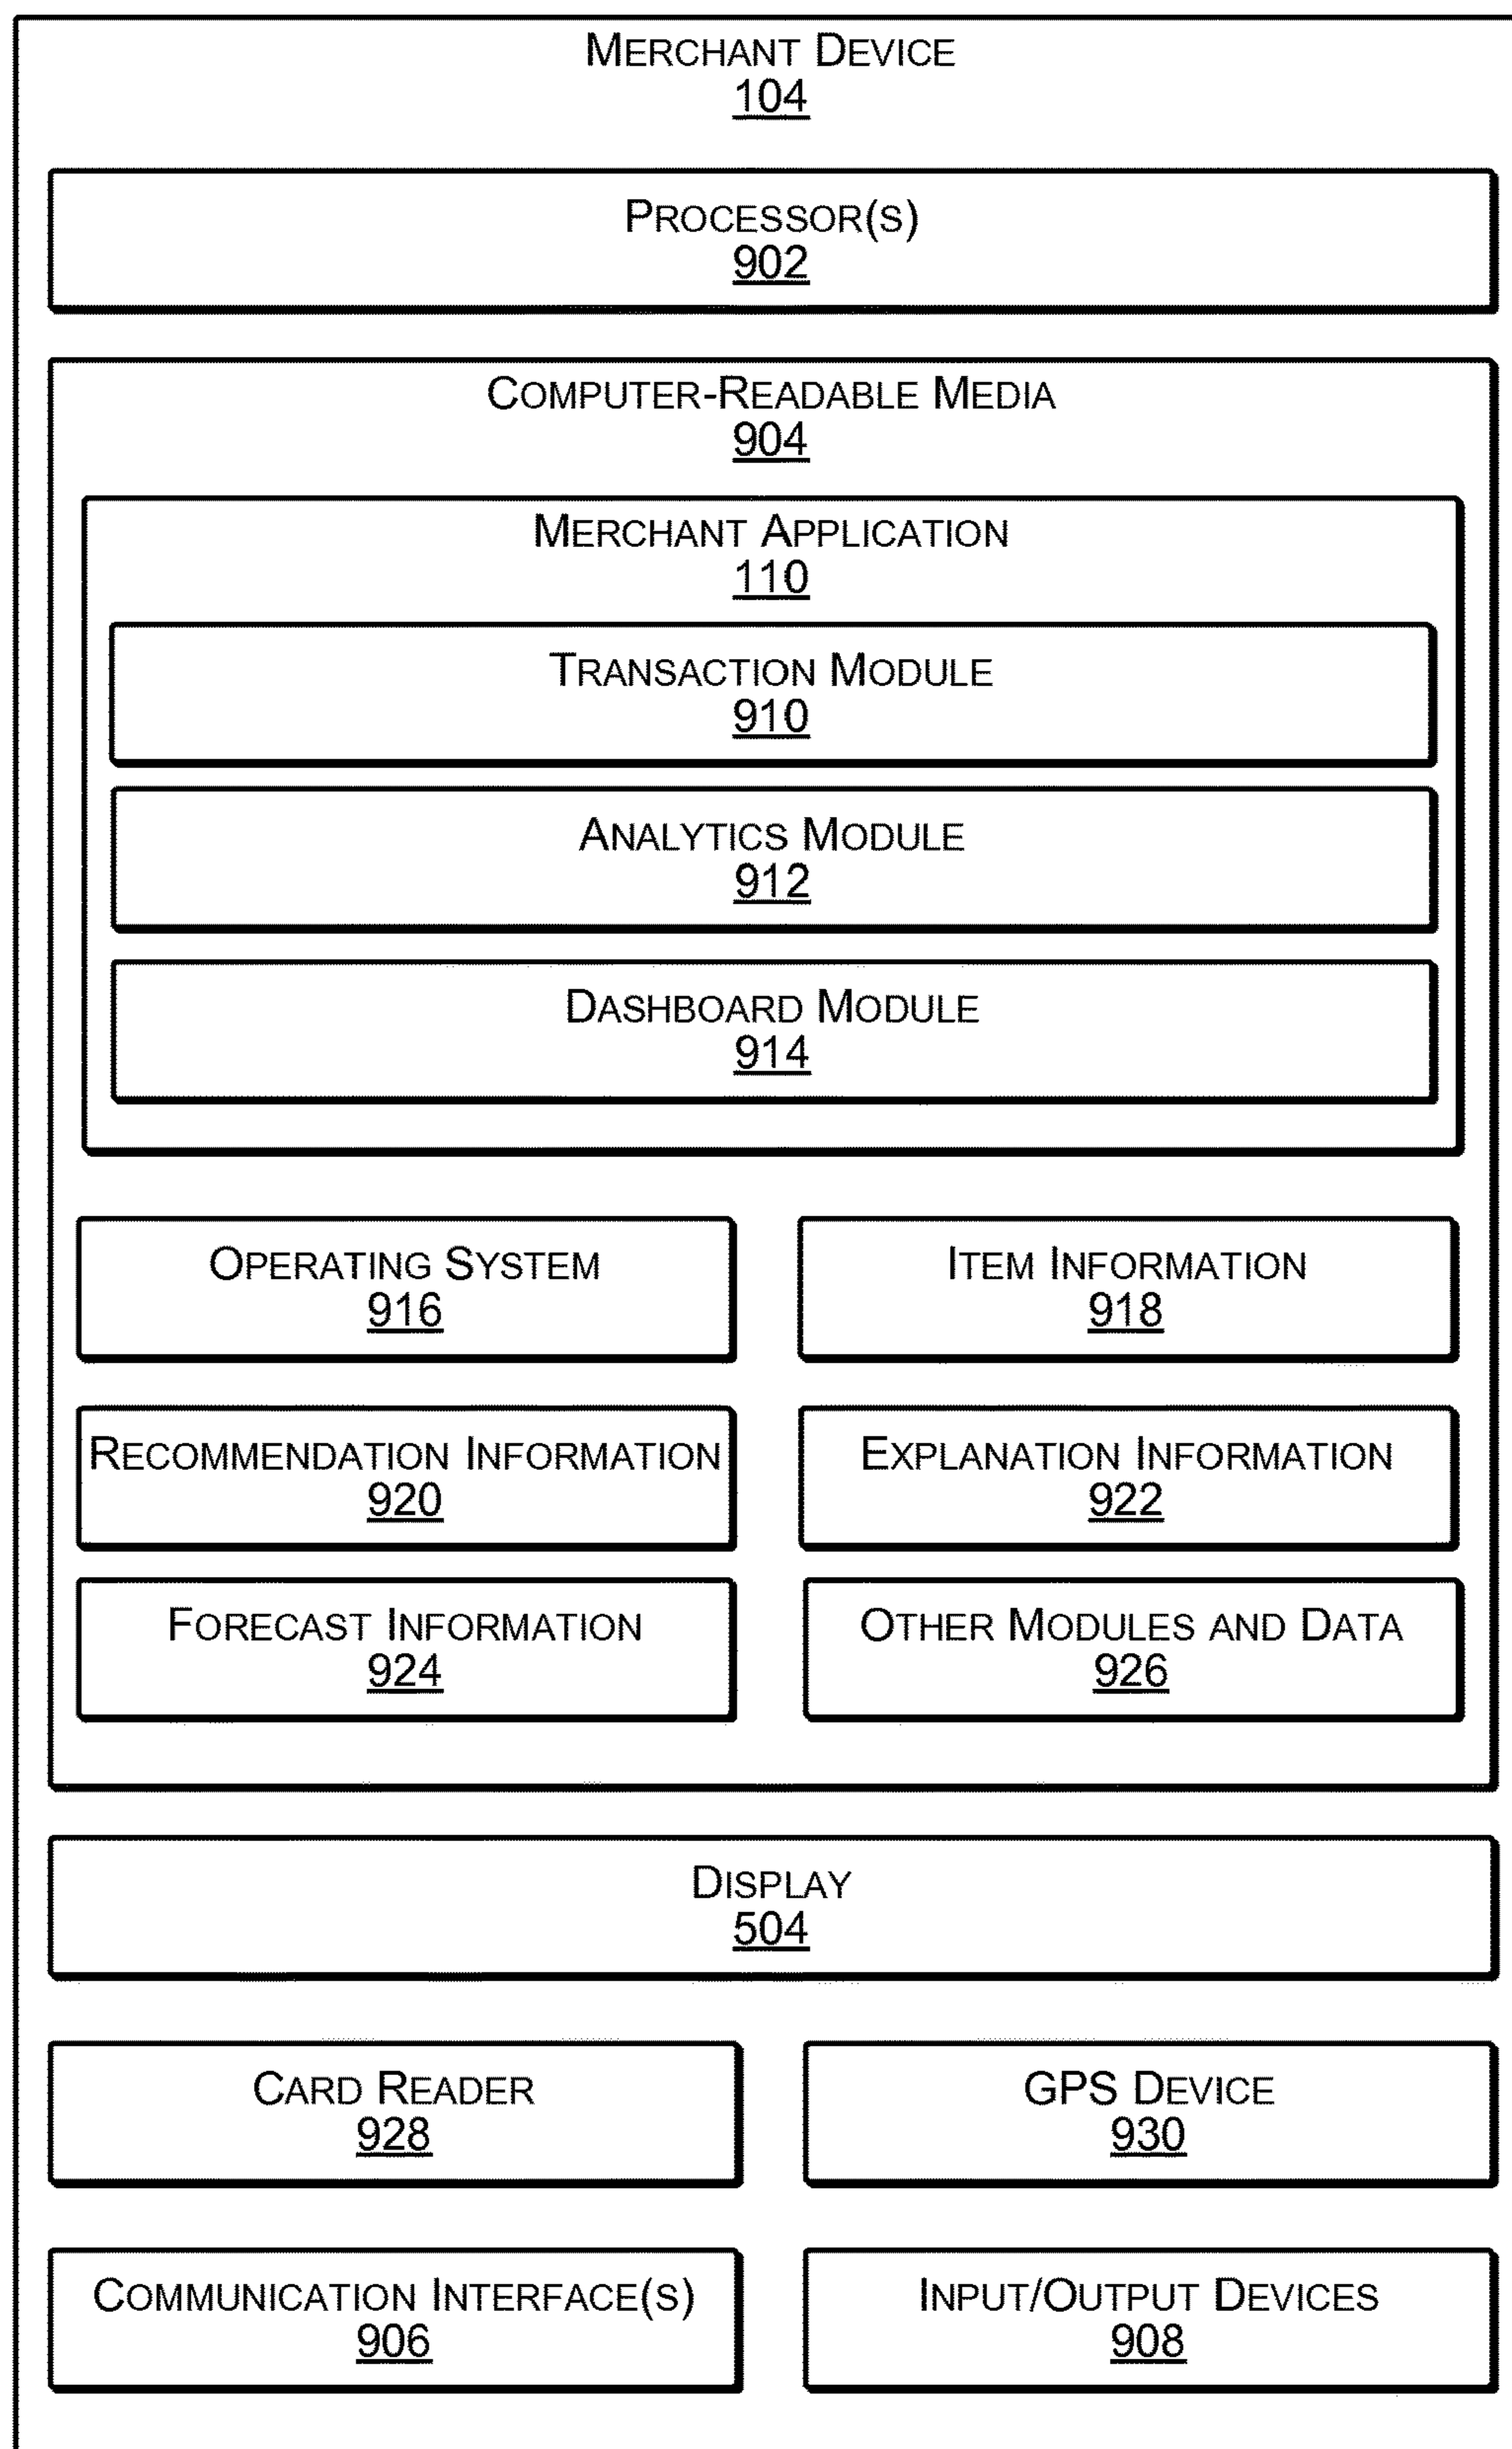 MERCHANT DEVICE
104
PROCESSOR(S)
902
COMPUTER-READABLE MEDIA
904
MERCHANT APPLICATION
110
TRANSACTION MODULE
910
ANALYTICS MODULE
912
DASHBOARD MODULE
914
OPERATING SYSTEM
916
ITEM INFORMATION
918
RECOMMENDATION INFORMATION
920
EXPLANATION INFORMATION
922
FORECAST INFORMATION
924
OTHER MODULES AND DATA
926
DISPLAY
504
CARD READER
928
GPS DEVICE
930
COMMUNICATION INTERFACE(S)
906
INPUT/OUTPUT DEVICES
908